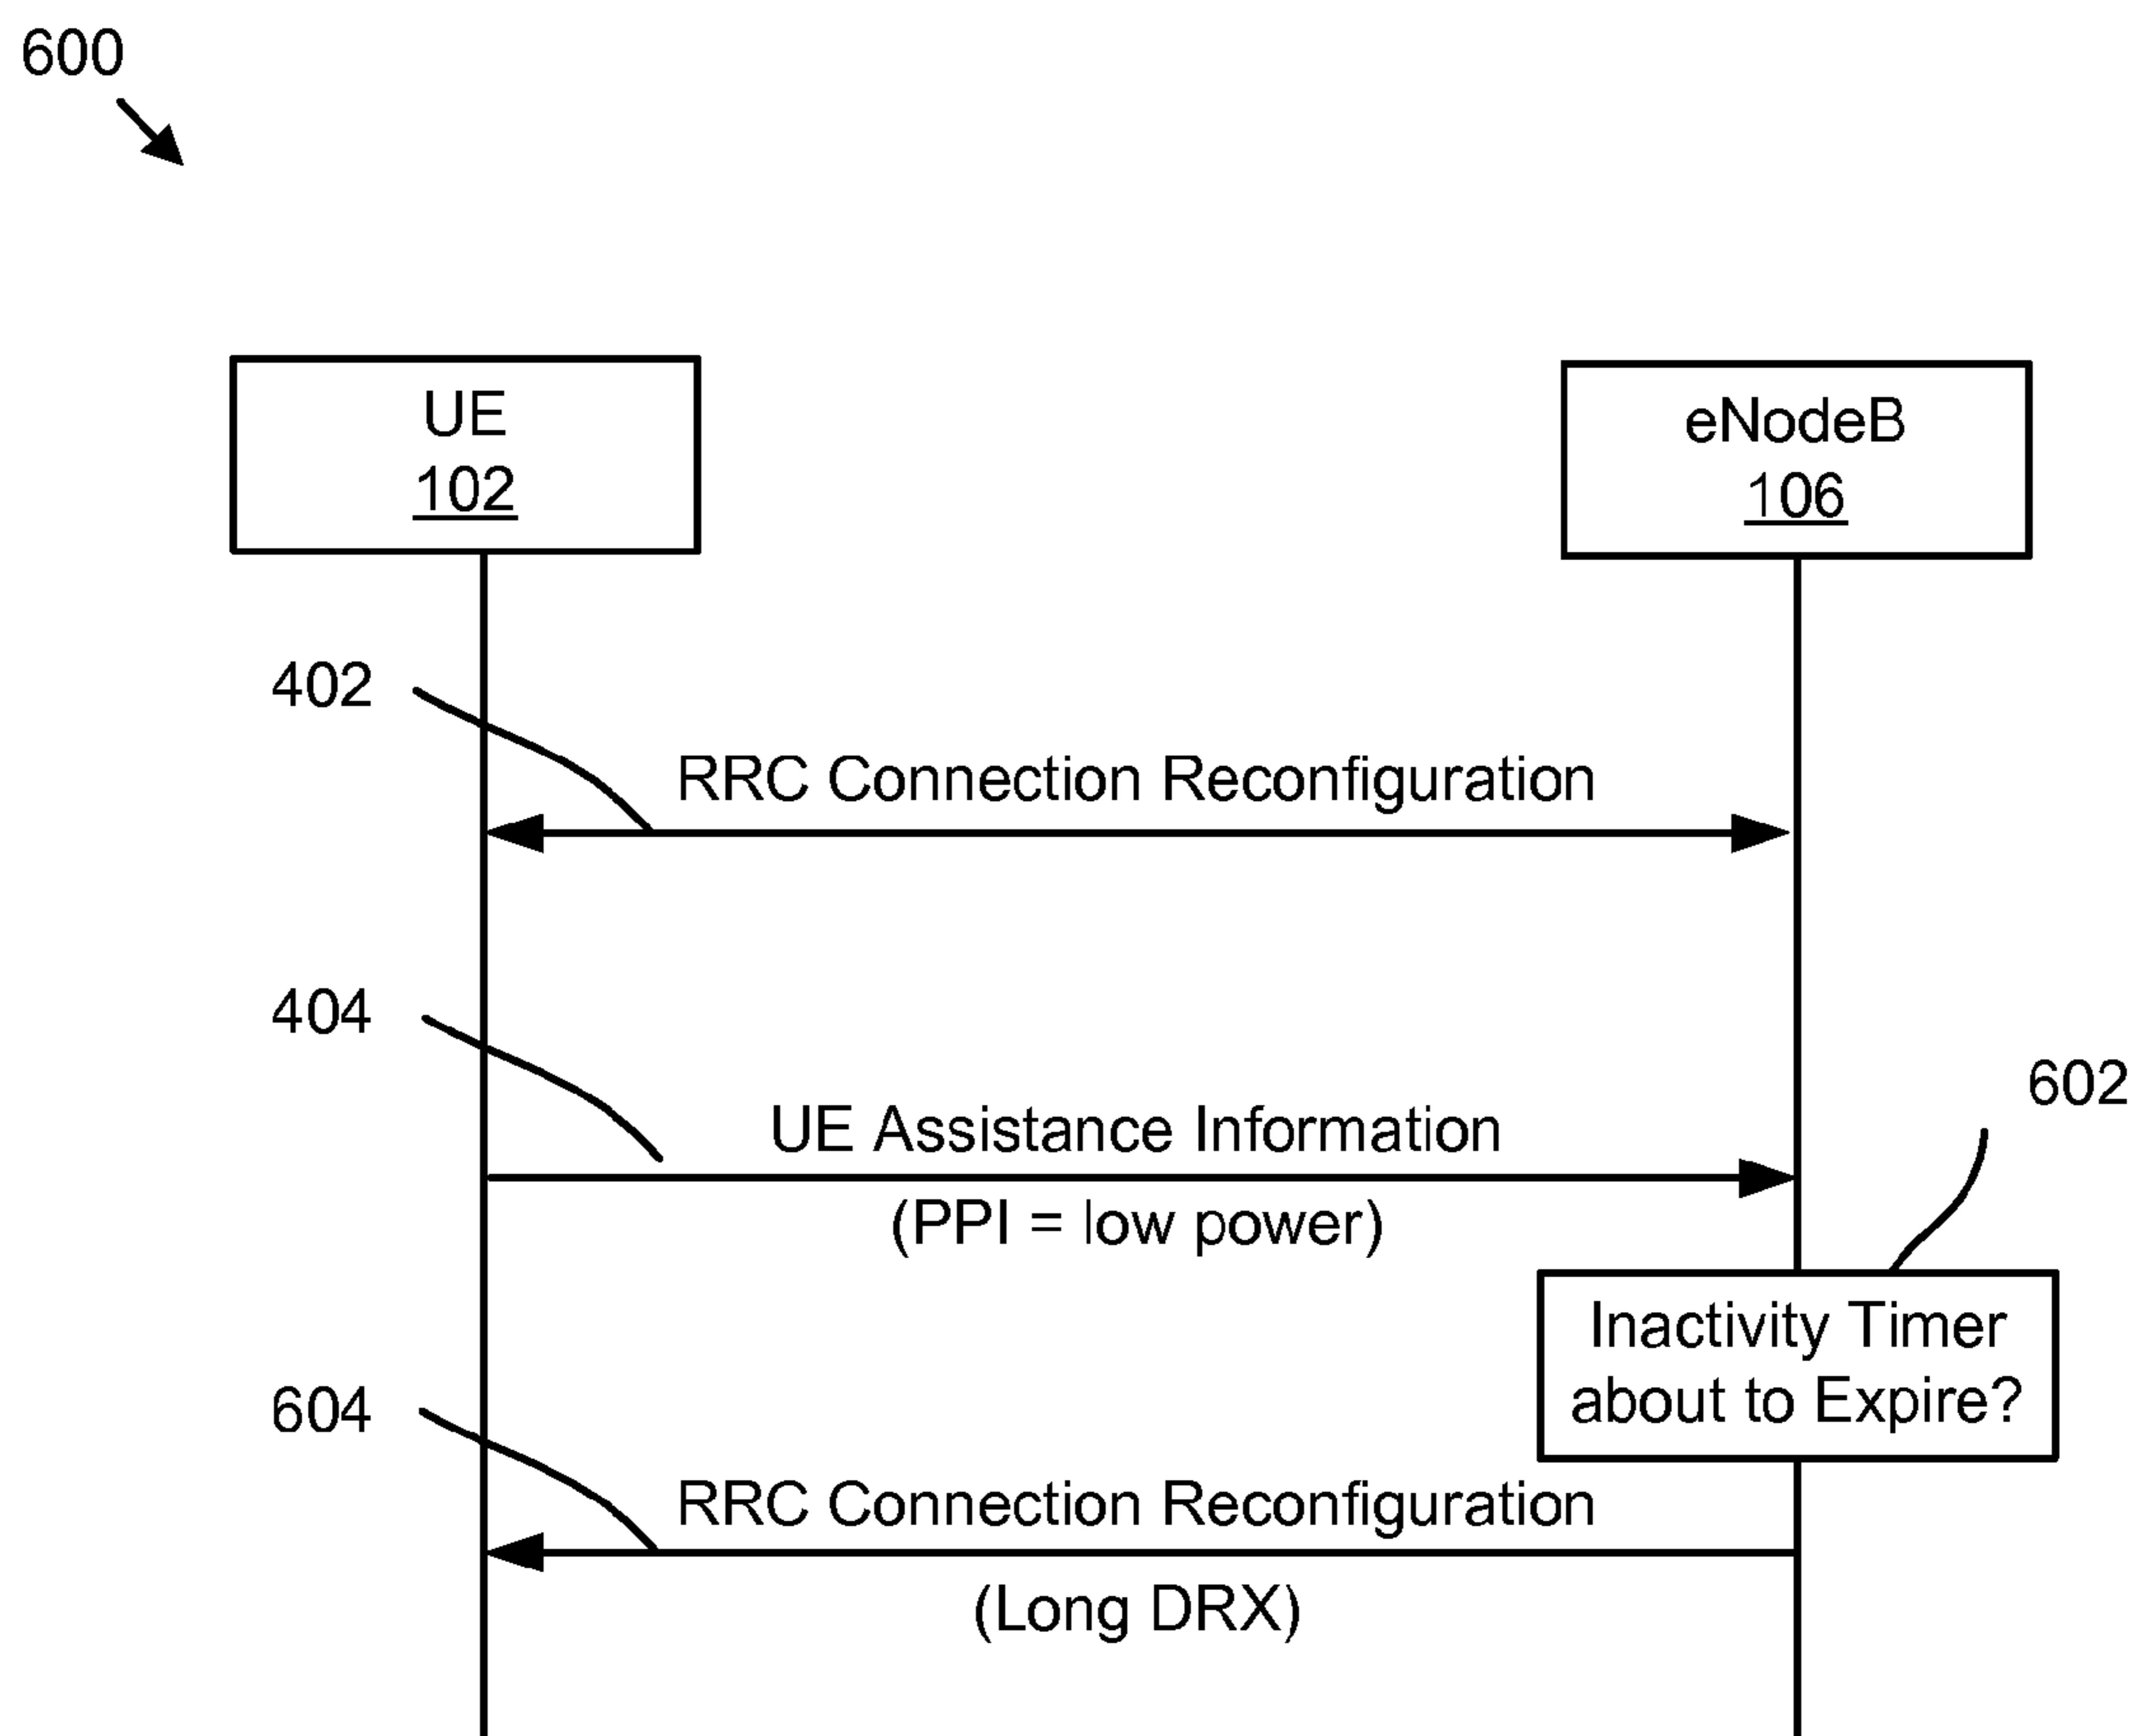 600
UE
102
eNodeB
106
402
RRC Connection Reconfiguration
404
UE Assistance Information
(PPI = low power)
602
Inactivity Timer
about to Expire?
604
RRC Connection Reconfiguration
(Long DRX)